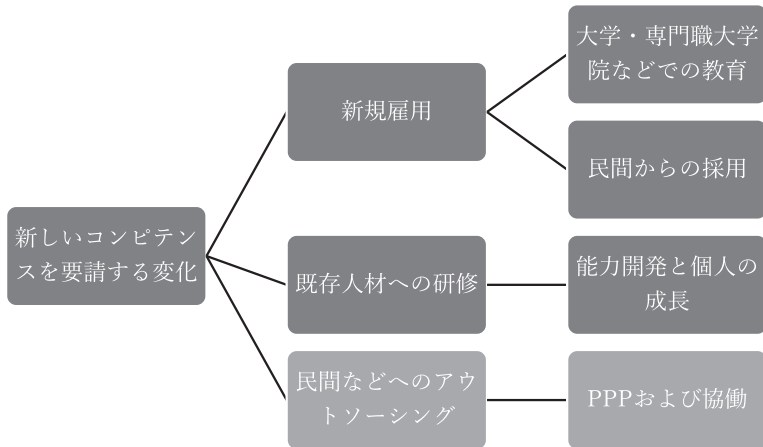 大学・専門職大学
院などでの教育
新規雇用
民間からの採用
新しいコンピテン
スを要請する変化
既存人材への研修
能力開発と個人の
成長
民間などへのアウ
トソーシング
PPPおよび協働